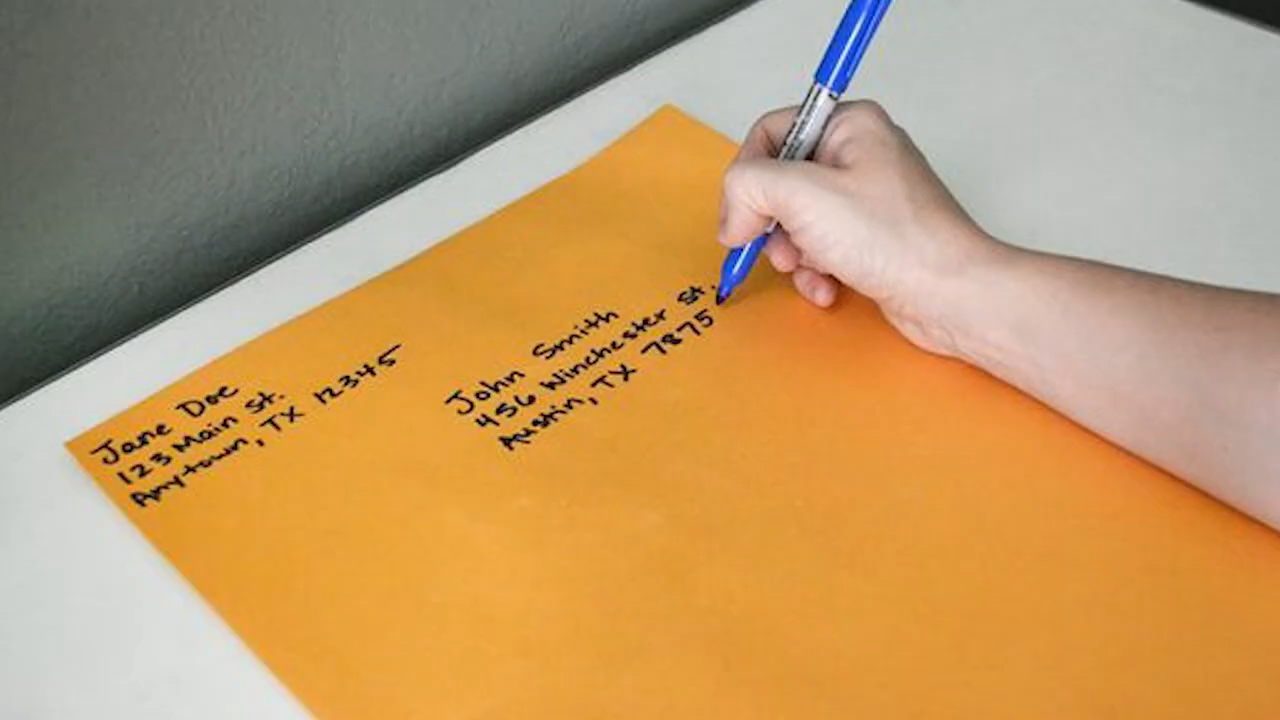 Jane Doe
123 Main St.
Anytown, TX 12345
John Smith
456 Winchester St.
Austin, TX 7875